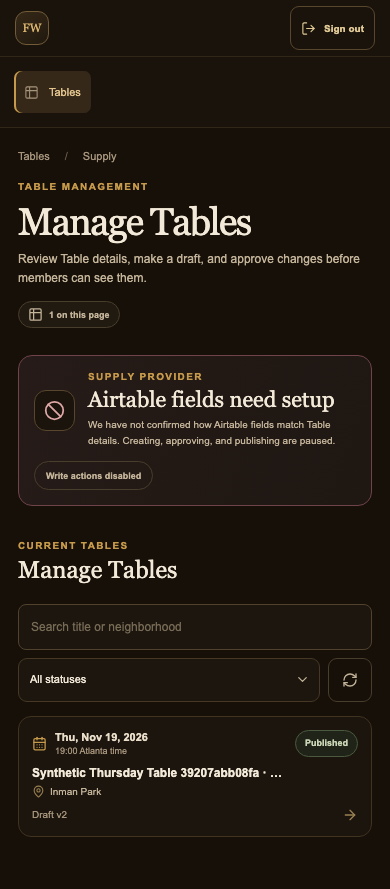 FW
Sign out
Tables
Tables / Supply
TABLE MANAGEMENT
Manage Tables
Review Table details, make a draft, and approve changes before
members can see them.
1 on this page
SUPPLY PROVIDER
Airtable fields need setup
We have not confirmed how Airtable fields match Table
details. Creating, approving, and publishing are paused.
Write actions disabled
CURRENT TABLES
Manage Tables
Search title or neighborhood
All statuses
Thu, Nov 19, 2026
19:00 Atlanta time
Published
Synthetic Thursday Table 39207abb08fa · ...
Inman Park
Draft v2